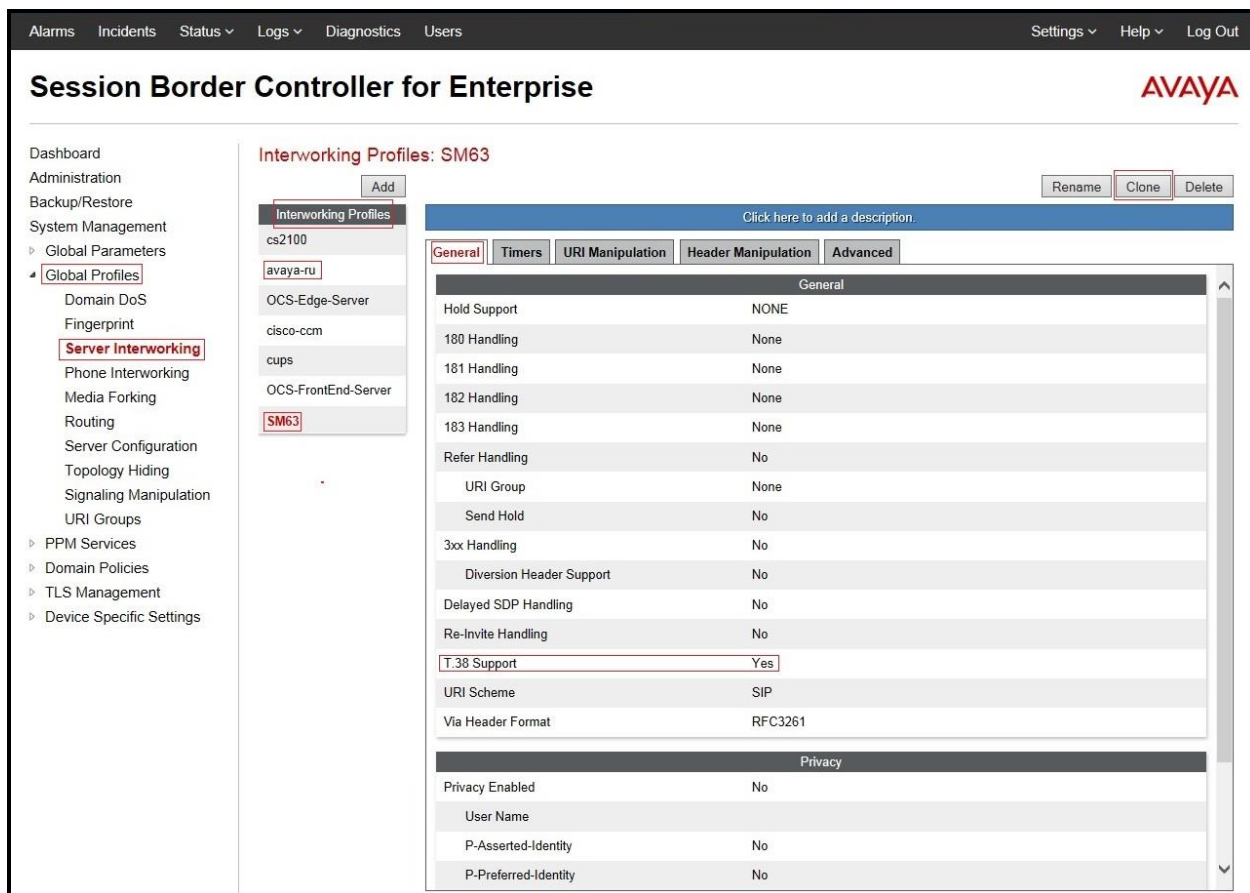 Alarms Incidents Status Logs Diagnostics Users Settings Help Log Out
Session Border Controller for Enterprise
AVAYA
Dashboard
Administration
Backup/Restore
System Management
Global Parameters
Global Profiles
Domain DoS
Fingerprint
Server Interworking
Phone Interworking
Media Forking
Routing
Server Configuration
Topology Hiding
Signaling Manipulation
URI Groups
PPM Services
Domain Policies
TLS Management
Device Specific Settings
Interworking Profiles: SM63
Add
Rename Clone Delete
Interworking Profiles
cs2100
avaya-ru
OCS-Edge-Server
cisco-ccm
cups
OCS-FrontEnd-Server
SM63
Click here to add a description.
General Timers URI Manipulation Header Manipulation Advanced
General
Hold Support NONE
180 Handling None
181 Handling None
182 Handling None
183 Handling None
Refer Handling No
URI Group None
Send Hold No
3xx Handling No
Diversion Header Support No
Delayed SDP Handling No
Re-Invite Handling No
T.38 Support Yes
URI Scheme SIP
Via Header Format RFC3261
Privacy
Privacy Enabled No
User Name
P-Asserted-Identity No
P-Preferred-Identity No